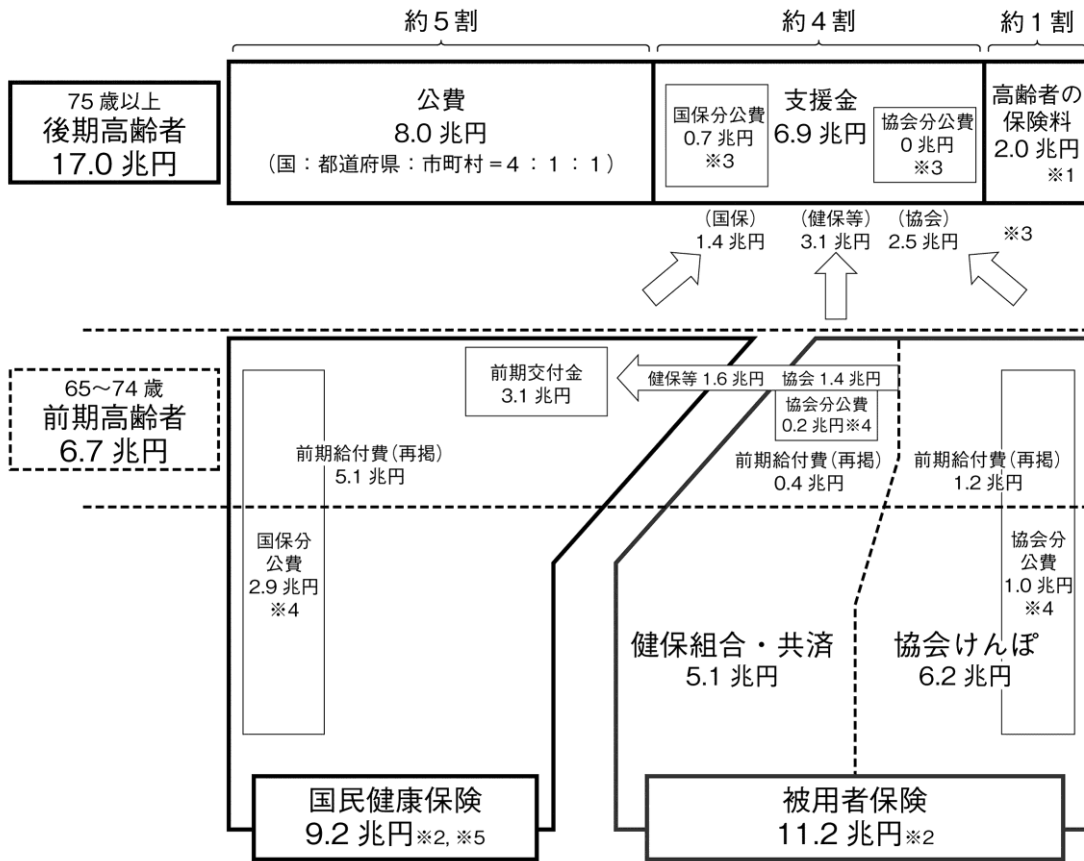 約5割
約4割
約1割
75歳以上
後期高齢者
17.0兆円
公費
8.0兆円
(国：都道府県：市町村＝4：1：1)
国保分公費
0.7兆円
※3
支援金
6.9兆円
協会分公費
0兆円
※3
高齢者の
保険料
2.0兆円
※1
(国保)
1.4兆円
(健保等)
3.1兆円
(協会)
2.5兆円
※3
65～74歳
前期高齢者
6.7兆円
前期交付金
3.1兆円
健保等1.6兆円 協会1.4兆円
協会分公費
0.2兆円※4
前期給付費(再掲)
5.1兆円
前期給付費(再掲)
0.4兆円
前期給付費(再掲)
1.2兆円
国保分
公費
2.9兆円
※4
協会分
公費
1.0兆円
※4
健保組合・共済
5.1兆円
協会けんぽ
6.2兆円
国民健康保険
9.2兆円※2, ※5
被用者保険
11.2兆円※2